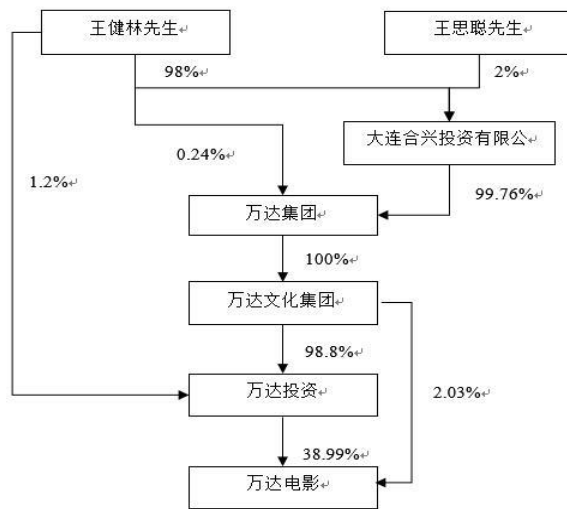 王健林先生
王思聪先生
98%
2%
大连合兴投资有限公
0.24%
1.2%
99.76%
万达集团
100%
万达文化集团
98.8%
万达投资
2.03%
38.99%
万达电影